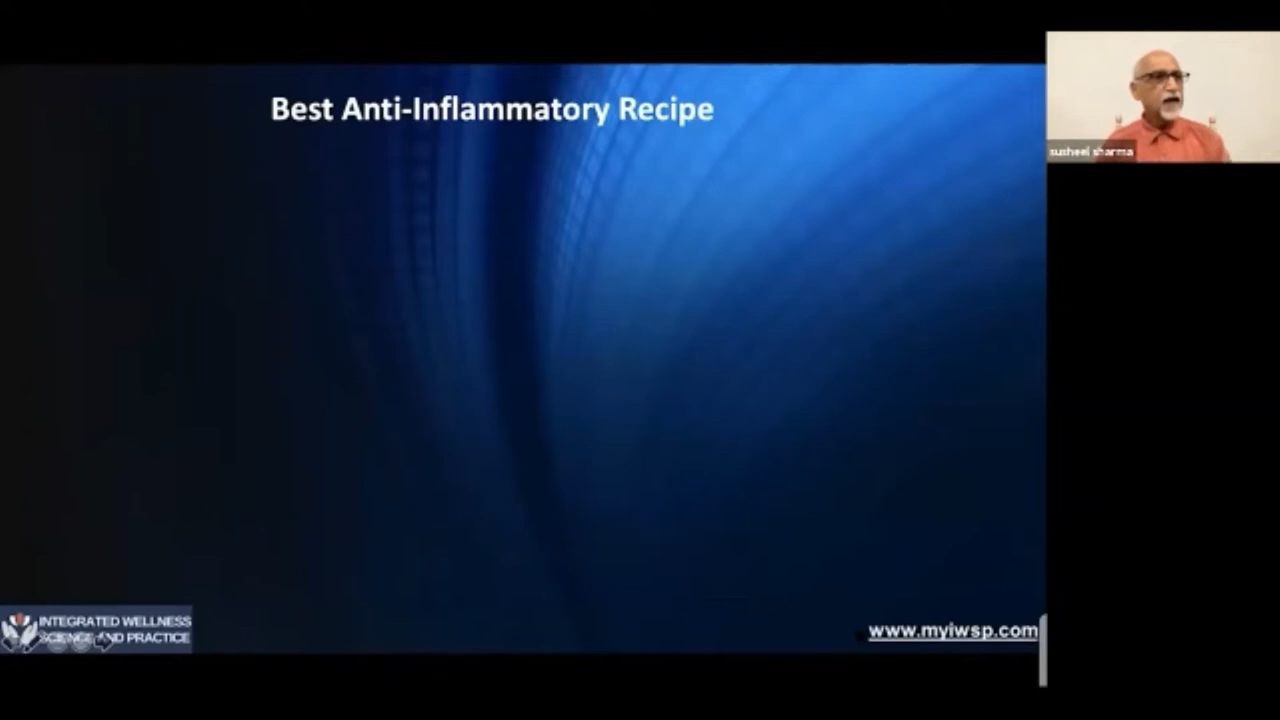 Best Anti-Inflammatory Recipe
susheel sharma
INTEGRATED WELLNESS
SCIENCE AND PRACTICE
www.myiwsp.com